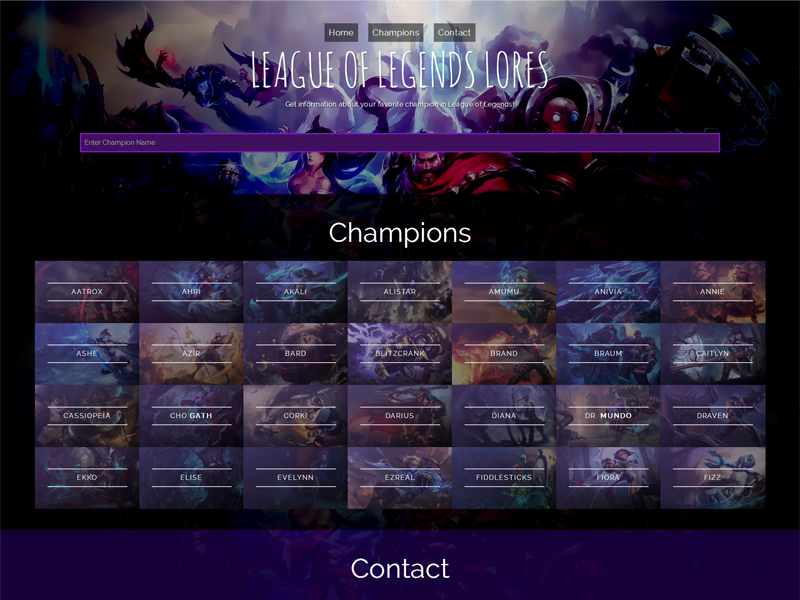 Home Champions Contact
LEAGUE OF LEGENDS LORES
Get information about your favorite champion in League of Legends!
Enter Champion Name
Champions
AATROX AHRI AKALI ALISTAR AMUMU ANIVIA ANNIE
ASHE AZIR BARD BLITZCRANK BRAND BRAUM CAITLYN
CASSIOPEIA CHO'GATH CORKI DARIUS DIANA DR. MUNDO DRAVEN
EKKO ELISE EVELYNN EZREAL FIDDLESTICKS FIORA FIZZ
Contact